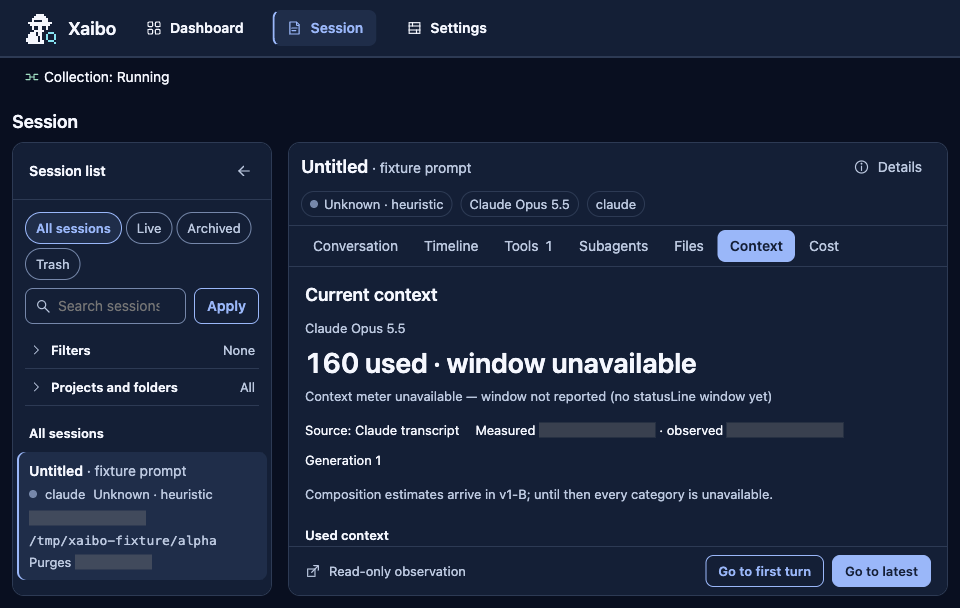 Xaibo
Dashboard
Session
Settings
Collection: Running
Session
Session list
All sessions
Live
Archived
Trash
Search sessions
Apply
Filters
None
Projects and folders
All
All sessions
Untitled · fixture prompt
claude Unknown · heuristic
/tmp/xaibo-fixture/alpha
Purges
Untitled · fixture prompt
Details
Unknown · heuristic
Claude Opus 5.5
claude
Conversation
Timeline
Tools 1
Subagents
Files
Context
Cost
Current context
Claude Opus 5.5
160 used · window unavailable
Context meter unavailable — window not reported (no statusLine window yet)
Source: Claude transcript Measured · observed
Generation 1
Composition estimates arrive in v1-B; until then every category is unavailable.
Used context
Read-only observation
Go to first turn
Go to latest